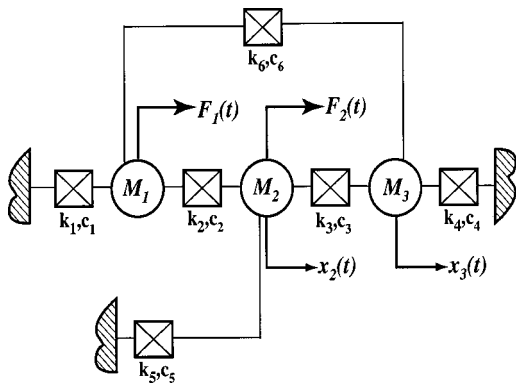 k₆,c₆
F₁(t)
F₂(t)
M₁
M₂
M₃
k₁,c₁
k₂,c₂
k₃,c₃
k₄,c₄
x₂(t)
x₃(t)
k₅,c₅